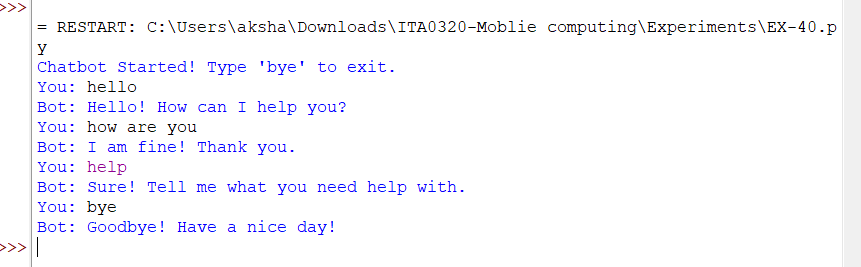 >>>
= RESTART: C:\Users\aksha\Downloads\ITA0320-Moblie computing\Experiments\EX-40.p
y
Chatbot Started! Type 'bye' to exit.
You: hello
Bot: Hello! How can I help you?
You: how are you
Bot: I am fine! Thank you.
You: help
Bot: Sure! Tell me what you need help with.
You: bye
Bot: Goodbye! Have a nice day!
>>>